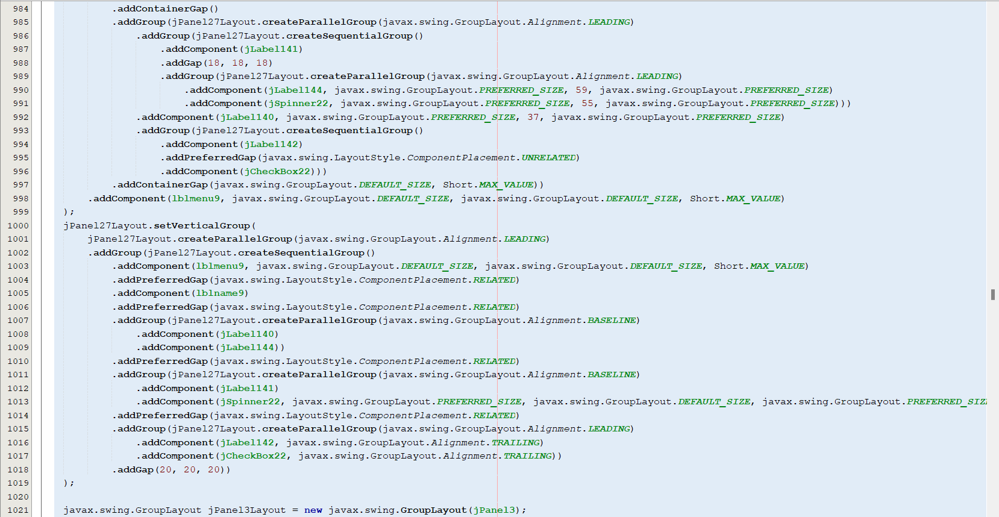 984 .addContainerGap()
985 .addGroup(jPanel27Layout.createParallelGroup(javax.swing.GroupLayout.Alignment.LEADING)
986 .addGroup(jPanel27Layout.createSequentialGroup()
987 .addComponent(jLabel141)
988 .addGap(18, 18, 18)
989 .addGroup(jPanel27Layout.createParallelGroup(javax.swing.GroupLayout.Alignment.LEADING)
990 .addComponent(jLabel144, javax.swing.GroupLayout.PREFERRED_SIZE, 59, javax.swing.GroupLayout.PREFERRED_SIZE)
991 .addComponent(jSpinner22, javax.swing.GroupLayout.PREFERRED_SIZE, 55, javax.swing.GroupLayout.PREFERRED_SIZE)))
992 .addComponent(jLabel140, javax.swing.GroupLayout.PREFERRED_SIZE, 37, javax.swing.GroupLayout.PREFERRED_SIZE)
993 .addGroup(jPanel27Layout.createSequentialGroup()
994 .addComponent(jLabel142)
995 .addPreferredGap(javax.swing.LayoutStyle.ComponentPlacement.UNRELATED)
996 .addComponent(jCheckBox22)))
997 .addContainerGap(javax.swing.GroupLayout.DEFAULT_SIZE, Short.MAX_VALUE))
998 .addComponent(lblmenu9, javax.swing.GroupLayout.DEFAULT_SIZE, javax.swing.GroupLayout.DEFAULT_SIZE, Short.MAX_VALUE)
999 );
1000 jPanel27Layout.setVerticalGroup(
1001 jPanel27Layout.createParallelGroup(javax.swing.GroupLayout.Alignment.LEADING)
1002 .addGroup(jPanel27Layout.createSequentialGroup()
1003 .addComponent(lblmenu9, javax.swing.GroupLayout.DEFAULT_SIZE, javax.swing.GroupLayout.DEFAULT_SIZE, Short.MAX_VALUE)
1004 .addPreferredGap(javax.swing.LayoutStyle.ComponentPlacement.RELATED)
1005 .addComponent(lblname9)
1006 .addPreferredGap(javax.swing.LayoutStyle.ComponentPlacement.RELATED)
1007 .addGroup(jPanel27Layout.createParallelGroup(javax.swing.GroupLayout.Alignment.BASELINE)
1008 .addComponent(jLabel140)
1009 .addComponent(jLabel144))
1010 .addPreferredGap(javax.swing.LayoutStyle.ComponentPlacement.RELATED)
1011 .addGroup(jPanel27Layout.createParallelGroup(javax.swing.GroupLayout.Alignment.BASELINE)
1012 .addComponent(jLabel141)
1013 .addComponent(jSpinner22, javax.swing.GroupLayout.PREFERRED_SIZE, javax.swing.GroupLayout.DEFAULT_SIZE, javax.swing.GroupLayout.PREFERRED_SIZ
1014 .addPreferredGap(javax.swing.LayoutStyle.ComponentPlacement.RELATED)
1015 .addGroup(jPanel27Layout.createParallelGroup(javax.swing.GroupLayout.Alignment.LEADING)
1016 .addComponent(jLabel142, javax.swing.GroupLayout.Alignment.TRAILING)
1017 .addComponent(jCheckBox22, javax.swing.GroupLayout.Alignment.TRAILING))
1018 .addGap(20, 20, 20))
1019 );
1020
1021 javax.swing.GroupLayout jPanel3Layout = new javax.swing.GroupLayout(jPanel3);